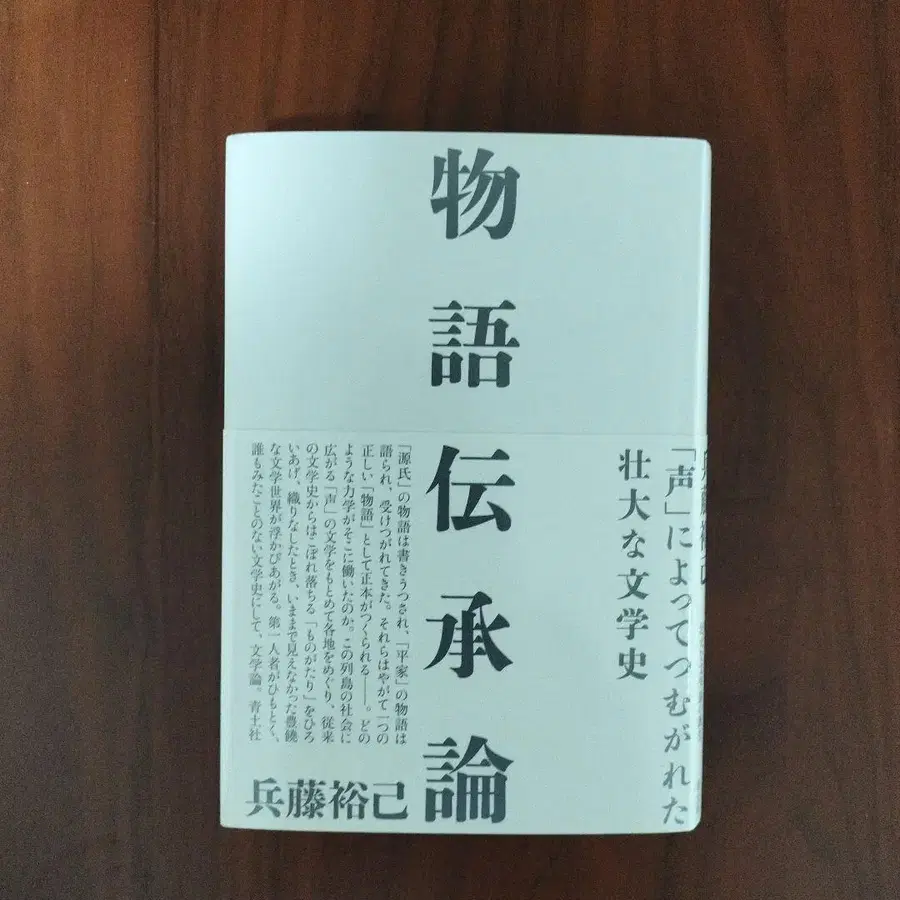 物語伝承論
「声」によってつむがれた
壮大な文学史
「源氏」の物語は書きうつされ、「平家」の物語は
語られ、受けつがれてきた。それらはやがて一つの
正しい「物語」として正本がつくられる──。どの
ような力学がそこに働いたのか。この列島の社会に
広がる「声」の文学をもとめて各地をめぐり、従来
の文学史からはこぼれ落ちる「ものがたり」をひろ
いあげ、織りなしたとき、いままで見えなかった豊饒
な文学世界が浮かびあがる。第一人者がひもとく、
誰もみたことのない文学史にして、文学論。青土社
兵藤裕己